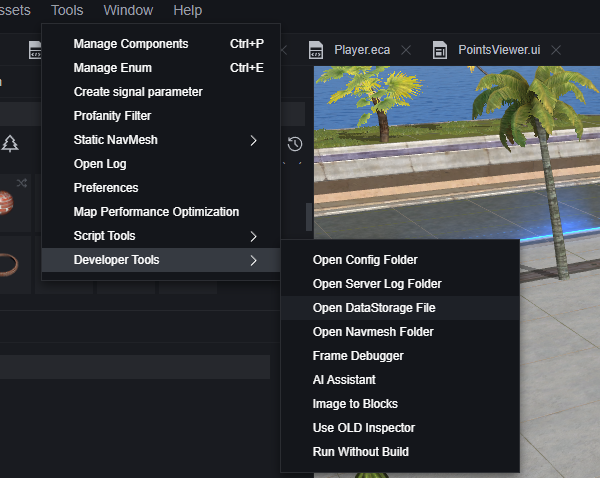 ssets Tools Window Help
Player.eca PointsViewer.ui
Manage Components Ctrl+P
Manage Enum Ctrl+E
Create signal parameter
Profanity Filter
Static NavMesh
Open Log
Preferences
Map Performance Optimization
Script Tools
Developer Tools
Open Config Folder
Open Server Log Folder
Open DataStorage File
Open Navmesh Folder
Frame Debugger
AI Assistant
Image to Blocks
Use OLD Inspector
Run Without Build